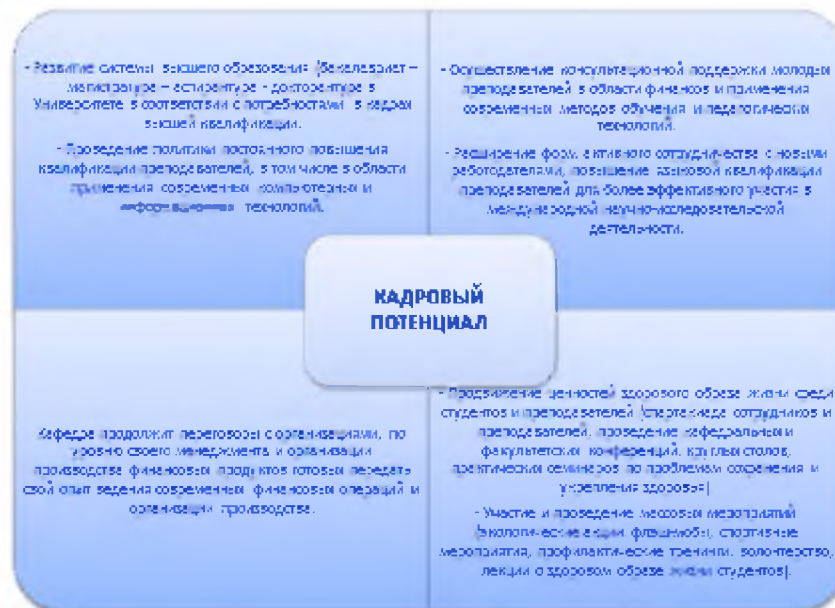 - Развитие системы высшего образования (бакалавриат –
магистратура – аспирантура - докторантура в
Университете в соответствии с потребностями в кадрах
высшей квалификации.
- Проведение политики постоянного повышения
квалификации преподавателей, в том числе в области
применения современных компьютерных и
информационных технологий.
- Осуществление консультационной поддержки молодых
преподавателей в области финансов и применения
современных методов обучения и педагогических
технологий.
- Расширение форм активного сотрудничества с новыми
работодателями, повышение языковой квалификации
преподавателей для более эффективного участия в
международной научно-исследовательской
деятельности.
КАДРОВЫЙ
ПОТЕНЦИАЛ
Кафедра продолжит переговоры с организациями, по
уровню своего менеджмента и организации
производства финансовых продуктов готовых передать
свой опыт ведения современных финансовых операций и
организации производства.
- Продвижение ценностей здорового образа жизни среди
студентов и преподавателей (спартакиада сотрудников и
преподавателей, проведение кафедральных и
факультетских конференций, круглых столов,
практических семинаров по проблемам сохранения и
укрепления здоровья)
- Участие и проведение массовых мероприятий
(экологические акции, флэшмобы, спортивные
мероприятия, профилактические тренинги, волонтерство,
лекции о здоровом образе жизни студентов).